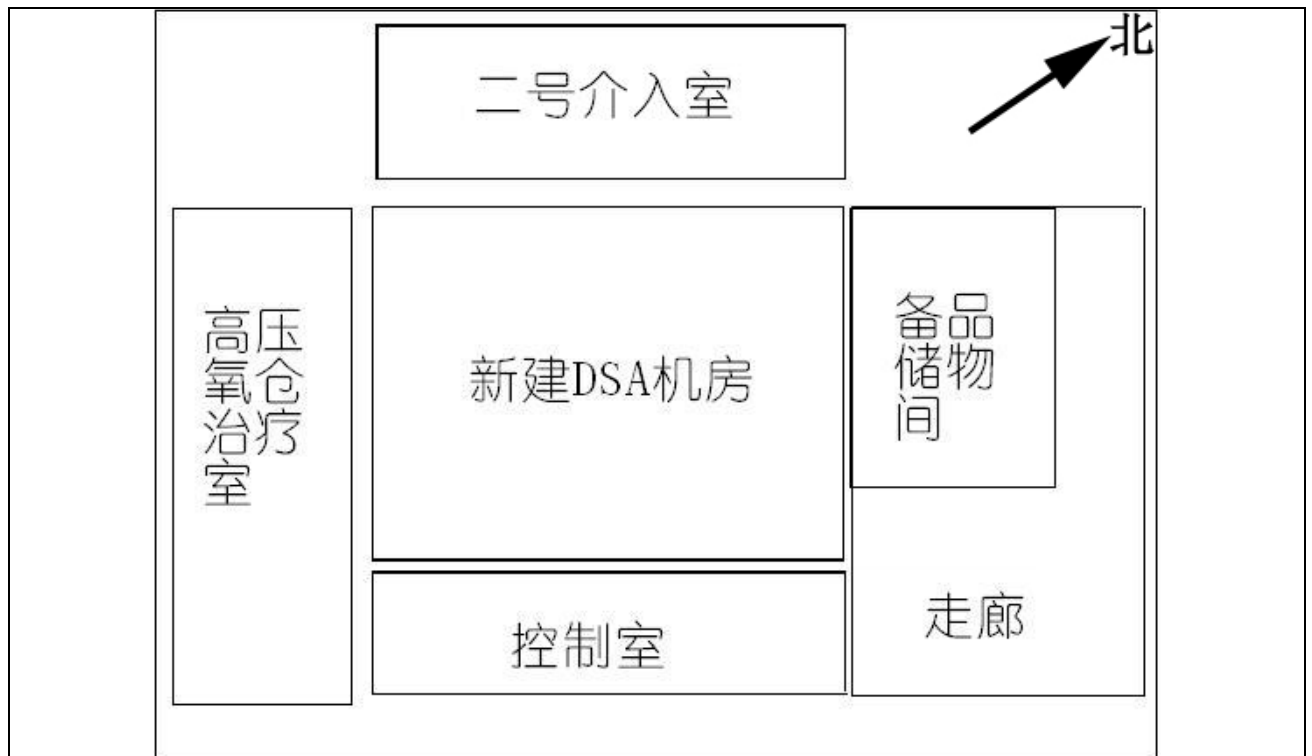 北
二号介入室
高压
氧仓
治疗
室
新建DSA机房
备品
储物
间
走廊
控制室